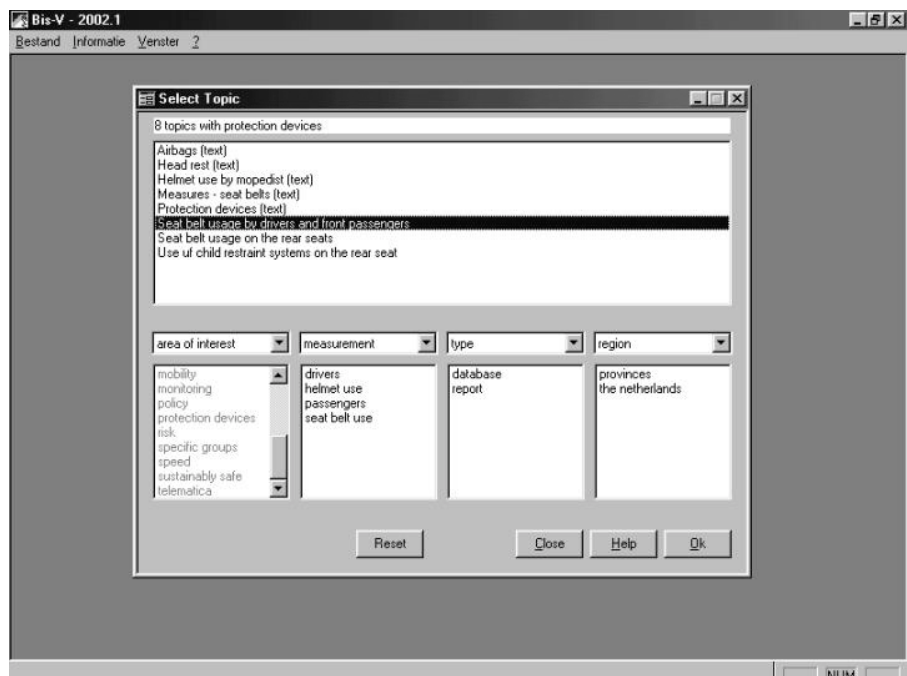 Bis-V - 2002.1
Bestand Informatie Venster ?
Select Topic
8 topics with protection devices
Airbags (text)
Head rest (text)
Helmet use by mopedist (text)
Measures - seat belts (text)
Protection devices (text)
Seat belt usage by drivers and front passengers
Seat belt usage on the rear seats
Use uf child restraint systems on the rear seat
area of interest measurement type region
mobility drivers database provinces
monitoring helmet use report the netherlands
policy passengers
protection devices seat belt use
risk
specific groups
speed
sustainably safe
telematica
Reset Close Help Ok
NUM